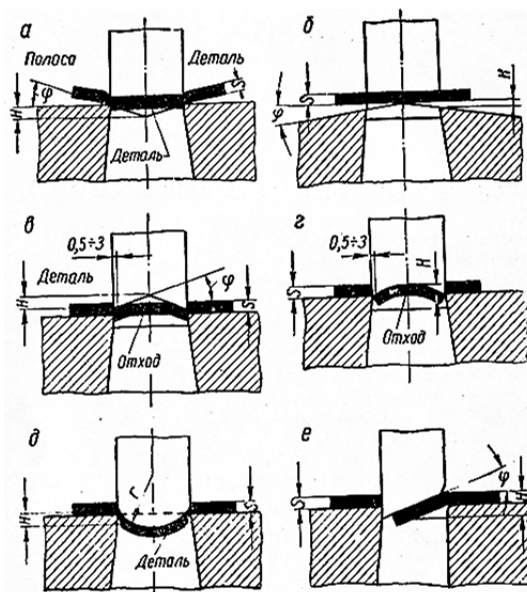 а
Полоса
Деталь
φ
S
H
Деталь
б
S
H
φ
в
0,5÷3
Деталь
H
φ
S
Отход
г
0,5÷3
H
S
Отход
д
H
r
S
Деталь
е
S
φ
H